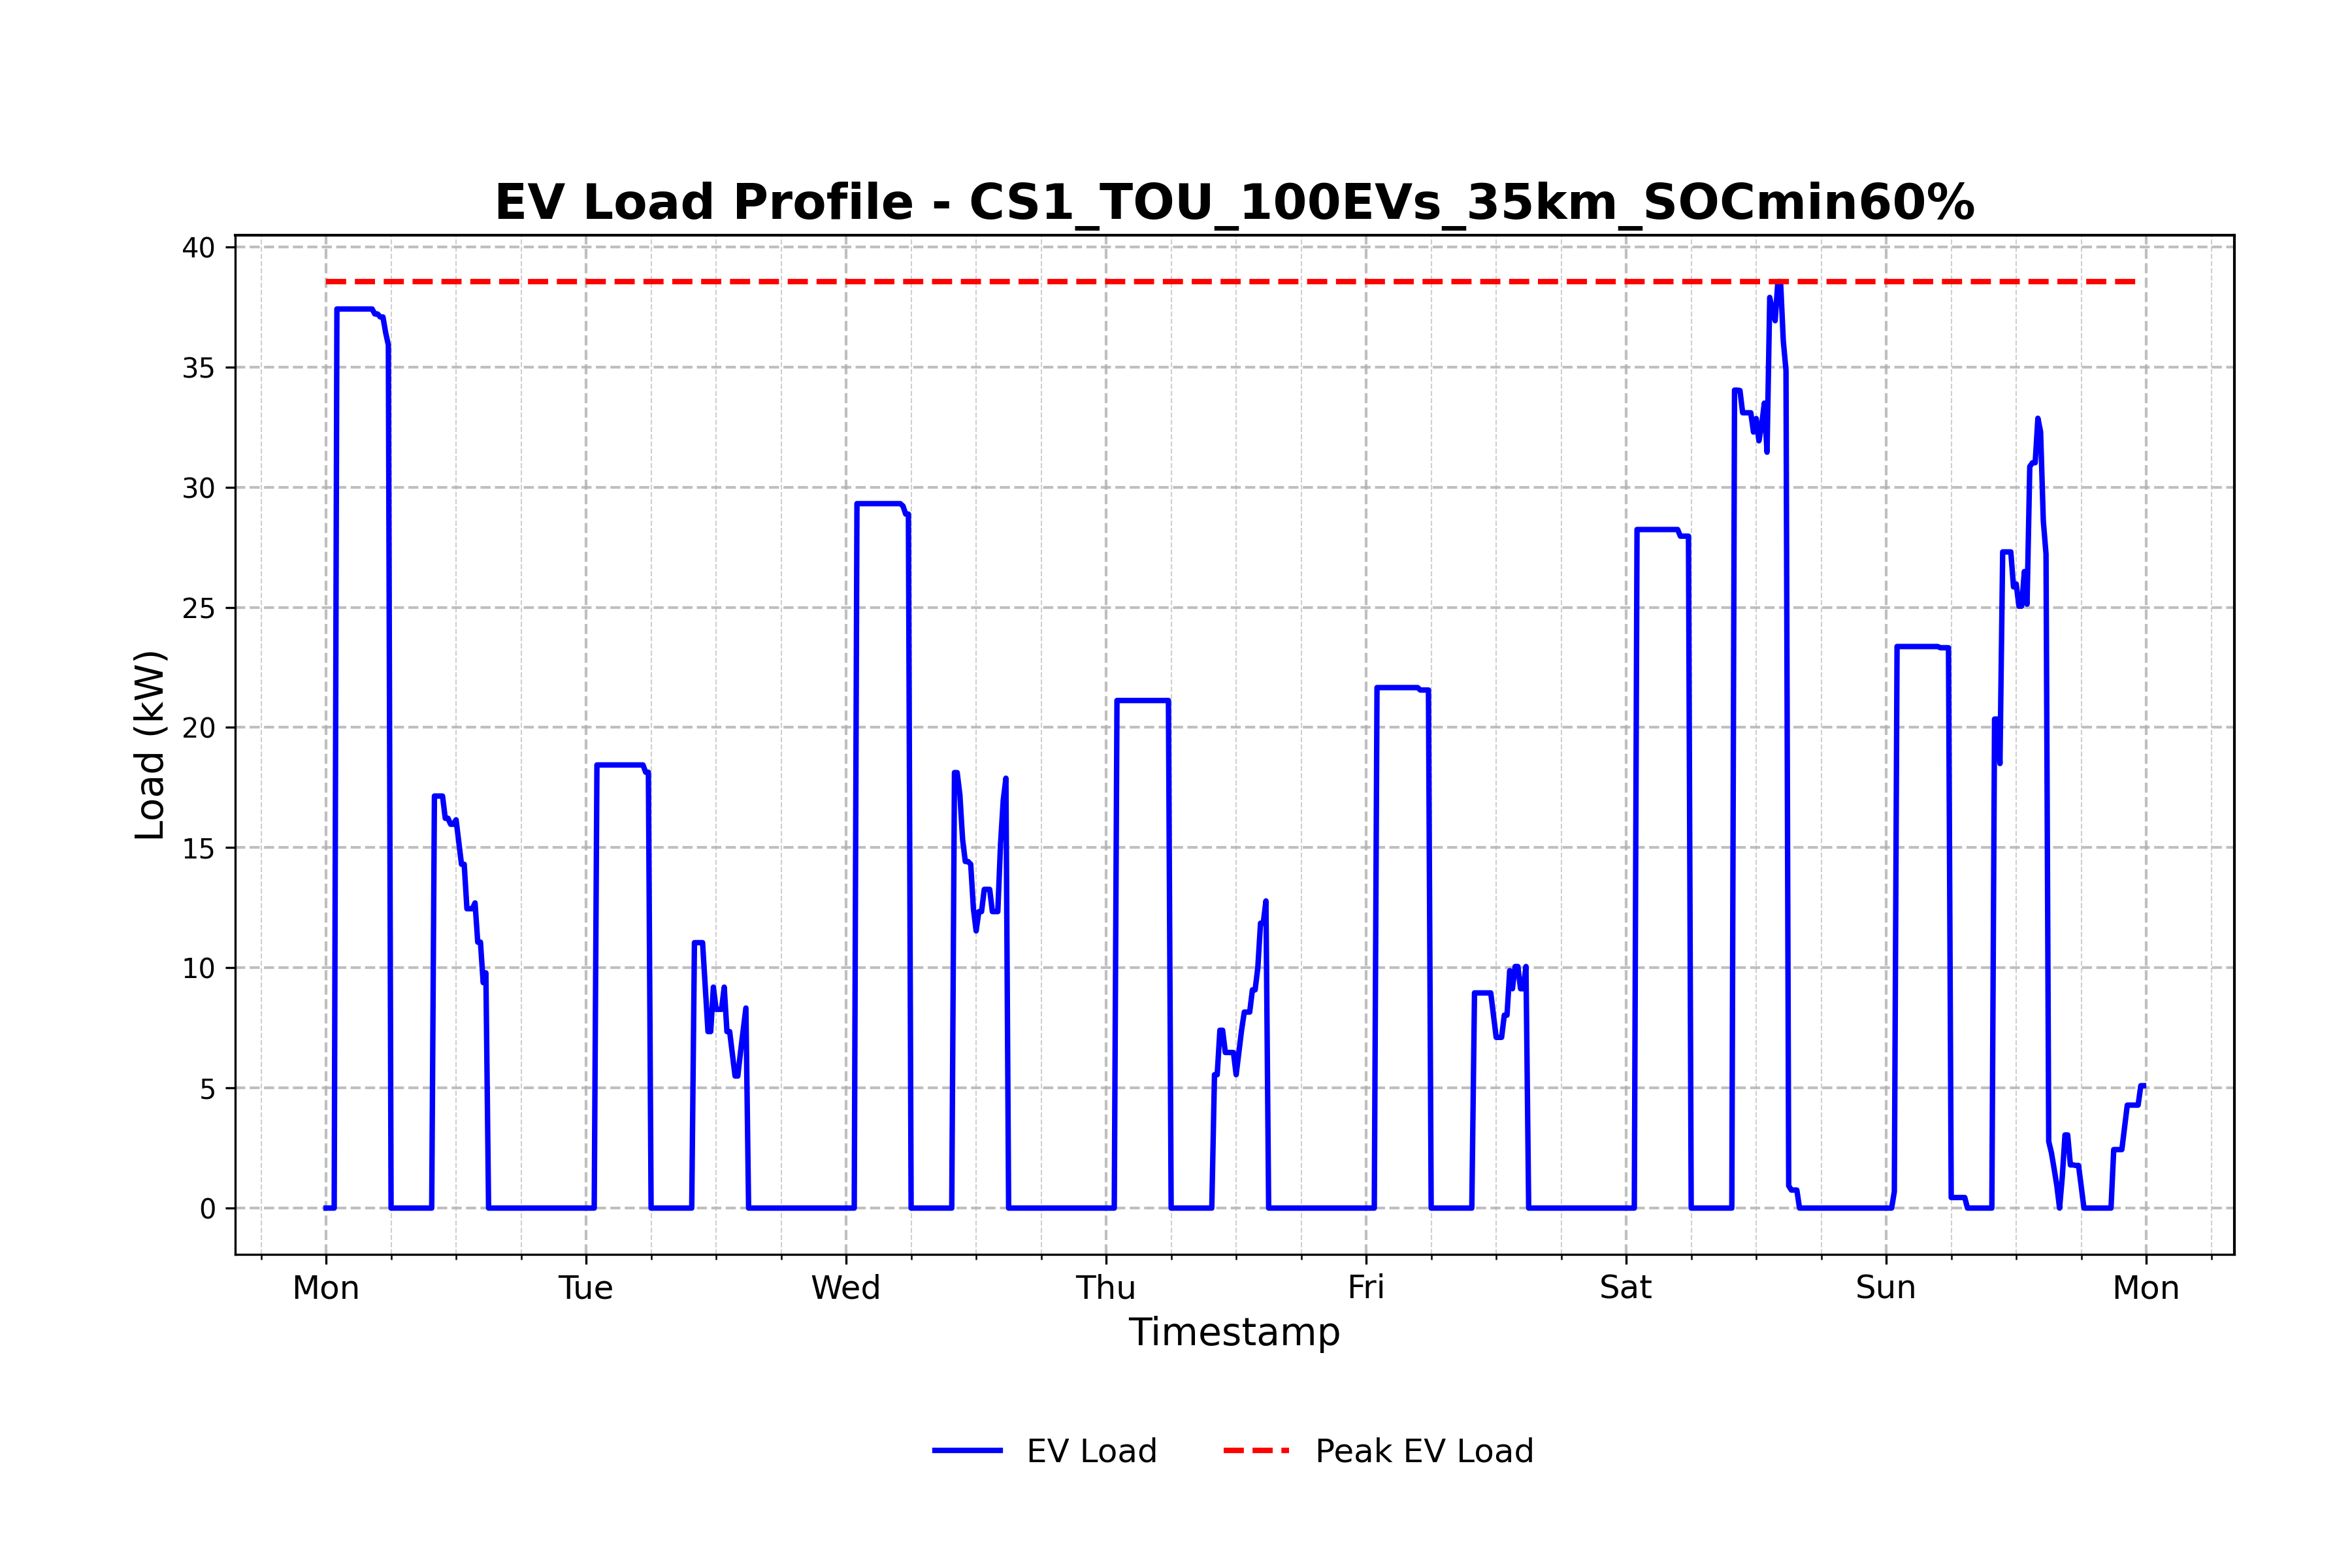 EV Load Profile - CS1_TOU_100EVs_35km_SOCmin60%
40
35
30
25
20
15
10
5
0
Load (kW)
Mon Tue Wed Thu Fri Sat Sun Mon
Timestamp
EV Load Peak EV Load